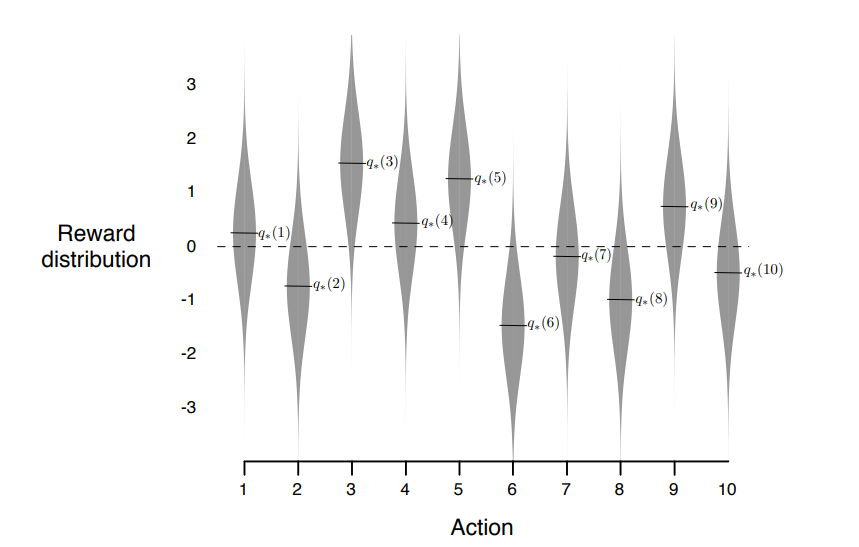 3
2
1
0
-1
-2
-3
Reward
distribution
q*(1)
q*(2)
q*(3)
q*(4)
q*(5)
q*(6)
q*(7)
q*(8)
q*(9)
q*(10)
1 2 3 4 5 6 7 8 9 10
Action